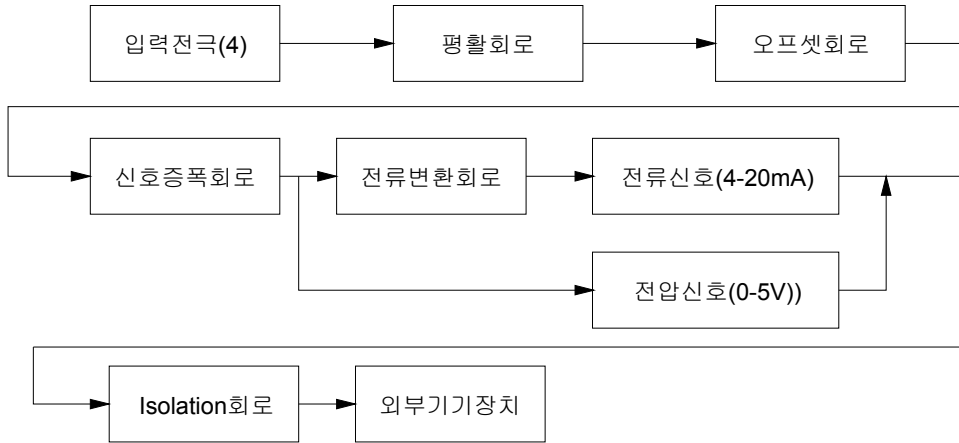 입력전극(4)
평활회로
오프셋회로
신호증폭회로
전류변환회로
전류신호(4-20mA)
전압신호(0-5V))
Isolation회로
외부기기장치